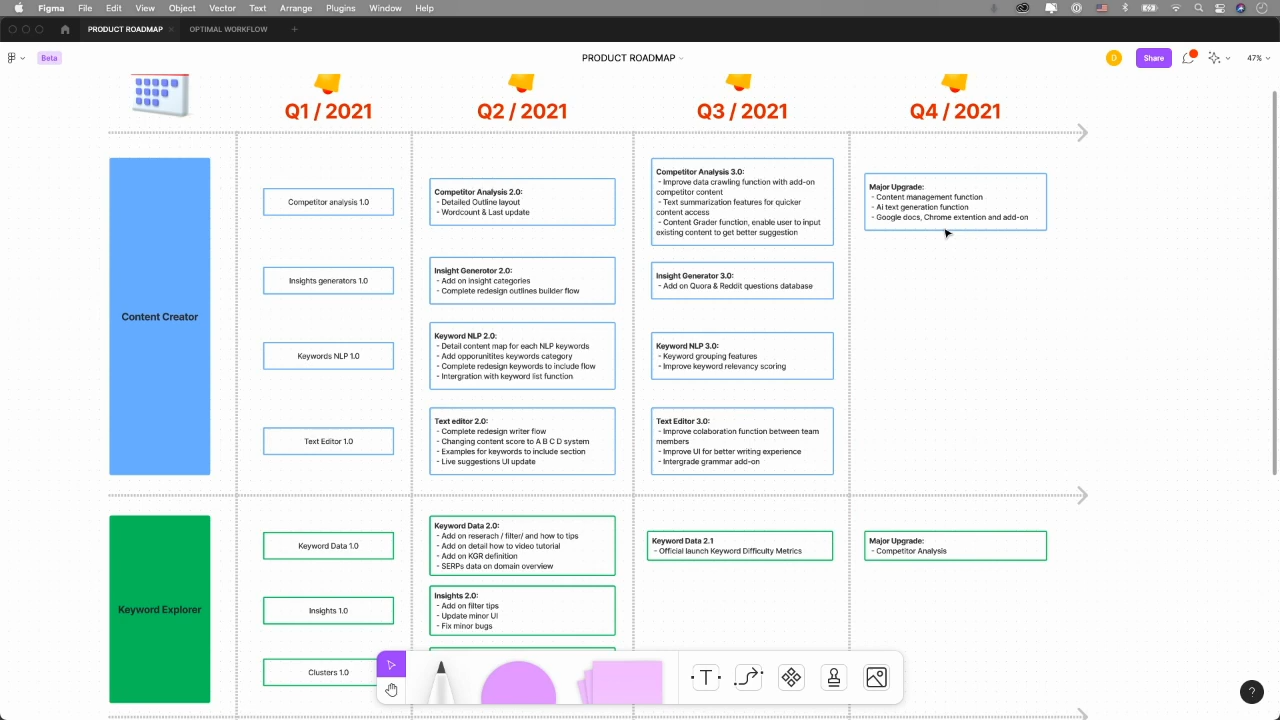 Figma File Edit View Text Arrange Plugins Window Help
PRODUCT ROADMAP
OPTIMAL WORKFLOW
Beta
PRODUCT ROADMAP
D
Share
47%
Q1 / 2021
Q2 / 2021
Q3 / 2021
Q4 / 2021
Content Creator
Competitor analysis 1.0
Competitor Analysis 2.0:
- Detailed Outline layout
- Wordcount & Last update
Competitor Analysis 3.0:
- Improve data crawling function with add-on
competitor content
- Text summarization features for quicker
content access
- Content Grader function, enable user to input
existing content to get better suggestion
Major Upgrade:
- Content management function
- Ai text generation function
- Google docs, Chrome extention and add-on
Insights generators 1.0
Insight Generotor 2.0:
- Add on insight categories
- Complete redesign outlines builder flow
Insight Generator 3.0:
- Add on Quora & Reddit questions database
Keywords NLP 1.0
Keyword NLP 2.0:
- Detail content map for each NLP keywords
- Add opporunitites keywords category
- Complete redesign keywords to include flow
- Intergration with keyword list function
Keyword NLP 3.0:
- Keyword grouping features
- Improve keyword relevancy scoring
Text Editor 1.0
Text editor 2.0:
- Complete redesign writer flow
- Changing content score to A B C D system
- Examples for keywords to include section
- Live suggestions UI update
Text Editor 3.0:
- Improve colaboration function between team
members
- Improve UI for better writing experience
- Intergrade grammar add-on
Keyword Explorer
Keyword Data 1.0
Keyword Data 2.0:
- Add on reserach / filter/ and how to tips
- Add on detail how to video tutorial
- Add on KGR definition
- SERPs data on domain overview
Keyword Data 2.1
- Official launch Keyword Difficulty Metrics
Major Upgrade:
- Competitor Analysis
Insights 1.0
Insights 2.0:
- Add on filter tips
- Update minor UI
- Fix minor bugs
Clusters 1.0
T
?